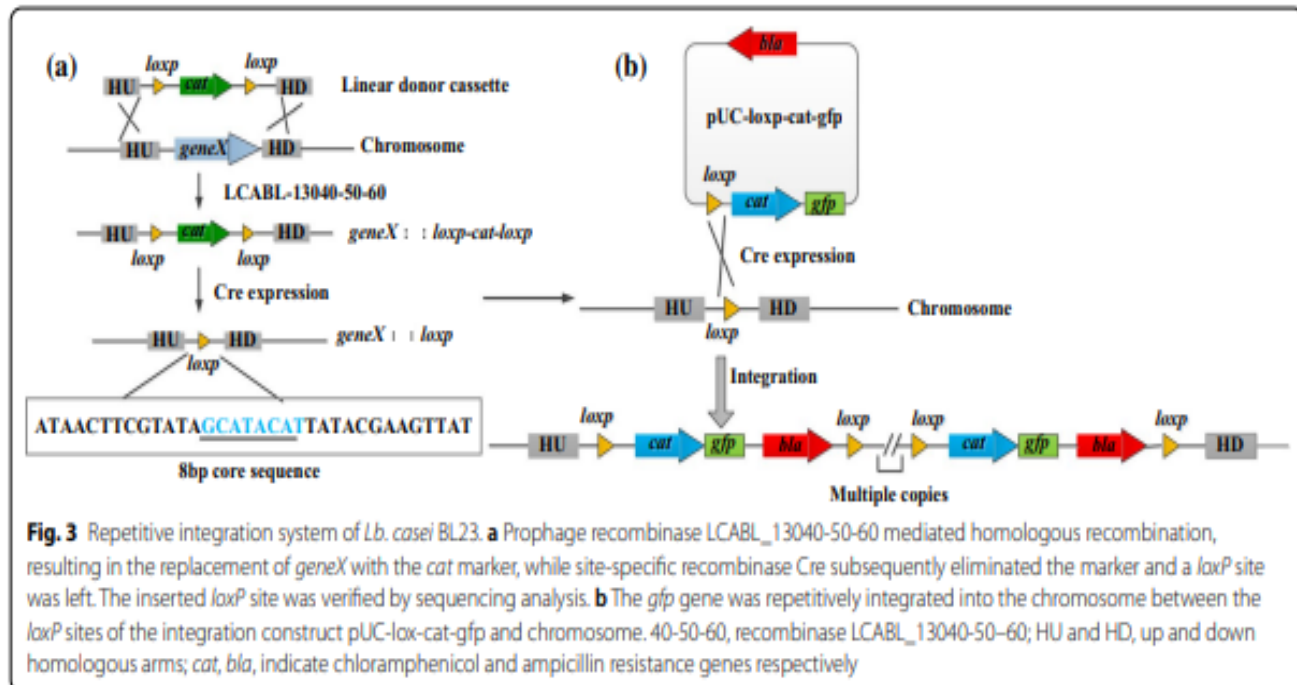 (a)
loxp
loxp
HU
cat
HD
Linear donor cassette
HU
geneX
HD
Chromosome
LCABL-13040-50-60
HU
cat
HD
geneX : : loxp-cat-loxp
loxp
loxp
Cre expression
HU
HD
geneX : : loxp
loxp
ATAACTTCGTATAGCATACATTATACGAAGTTAT
8bp core sequence
(b)
bla
pUC-loxp-cat-gfp
loxp
cat
gfp
Cre expression
HU
HD
Chromosome
loxp
Integration
loxp
loxp
loxp
loxp
HU
cat
gfp
bla
cat
gfp
bla
HD
Multiple copies
Fig. 3 Repetitive integration system of Lb. casei BL23. a Prophage recombinase LCABL_13040-50-60 mediated homologous recombination,
resulting in the replacement of geneX with the cat marker, while site-specific recombinase Cre subsequently eliminated the marker and a loxP site
was left. The inserted loxP site was verified by sequencing analysis. b The gfp gene was repetitively integrated into the chromosome between the
loxP sites of the integration construct pUC-lox-cat-gfp and chromosome. 40-50-60, recombinase LCABL_13040-50–60; HU and HD, up and down
homologous arms; cat, bla, indicate chloramphenicol and ampicillin resistance genes respectively